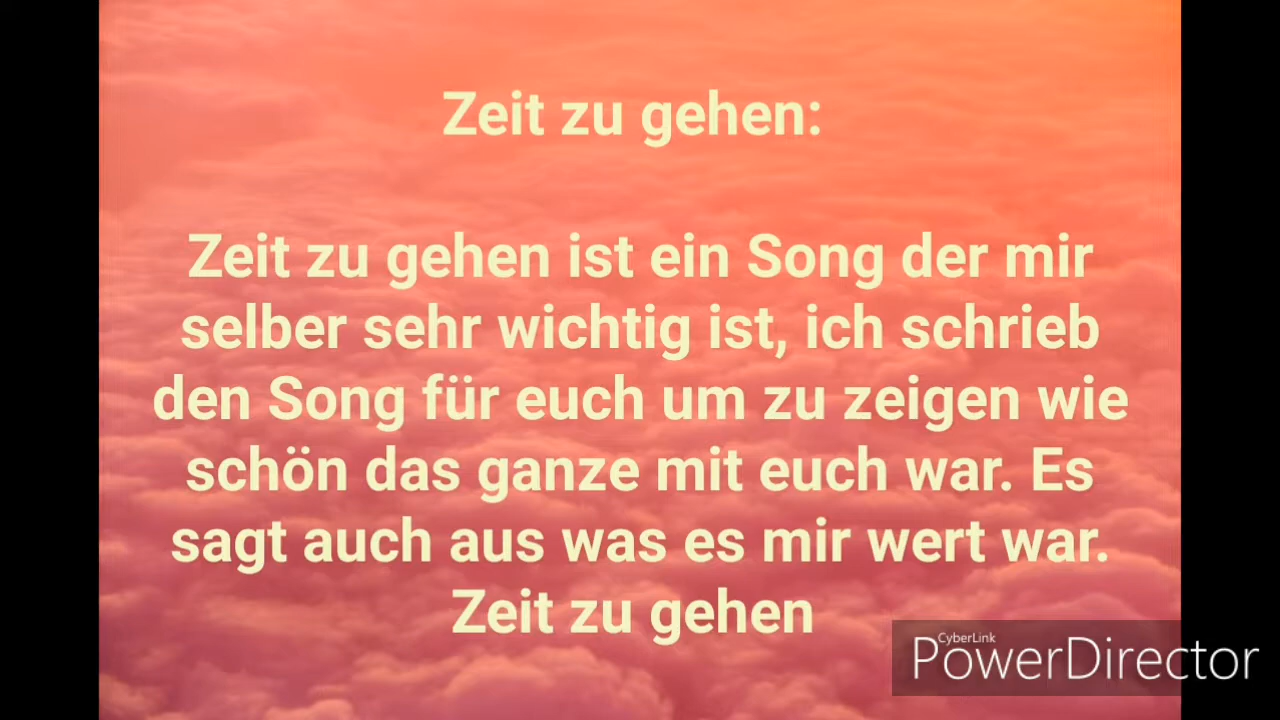 Zeit zu gehen:
Zeit zu gehen ist ein Song der mir
selber sehr wichtig ist, ich schrieb
den Song für euch um zu zeigen wie
schön das ganze mit euch war. Es
sagt auch aus was es mir wert war.
Zeit zu gehen
CyberLink
PowerDirector